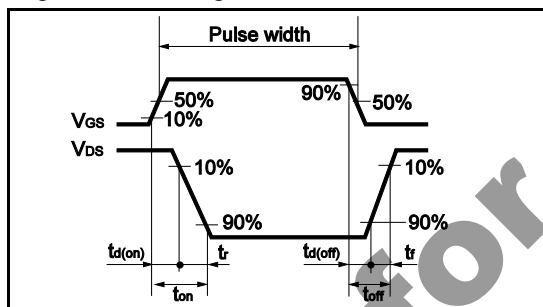 Pulse width
90%
50%
50%
10%
VGS
VDS
10%
10%
90%
90%
td(on)
tr
td(off)
tf
ton
toff
for